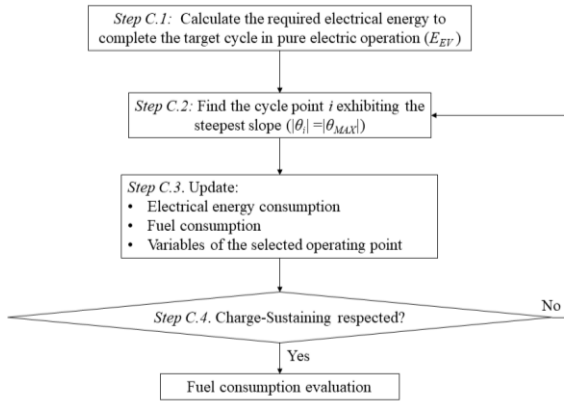 Step C.1: Calculate the required electrical energy to
complete the target cycle in pure electric operation (E_EV)
Step C.2: Find the cycle point i exhibiting the
steepest slope (|θ_i| =|θ_MAX|)
Step C.3. Update:
• Electrical energy consumption
• Fuel consumption
• Variables of the selected operating point
Step C.4. Charge-Sustaining respected?
No
Yes
Fuel consumption evaluation